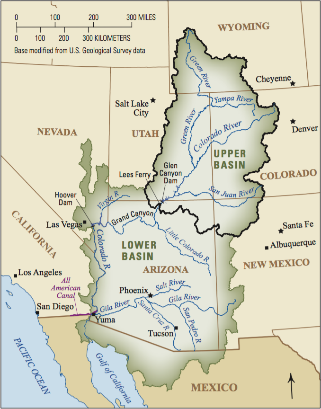 0 100 200 300 MILES
0 100 200 300 KILOMETERS
Base modified from U.S. Geological Survey data
WYOMING
Green River
Cheyenne
Salt Lake
City
Yampa River
NEVADA
UTAH
Green River
Colorado River
Denver
UPPER
BASIN
Lees Ferry
Glen
Canyon
Dam
COLORADO
Hoover
Dam
Virgin R
San Juan River
Las Vegas
Grand Canyon
CALIFORNIA
Colorado R
Little Colorado R
Santa Fe
LOWER
BASIN
Albuquerque
NEW MEXICO
Los Angeles
ARIZONA
All
American
Canal
Phoenix
Salt River
San Diego
Gila River
Gila River
Yuma
Santa Cruz R
San Pedro R
Tucson
PACIFIC OCEAN
Gulf of California
MEXICO